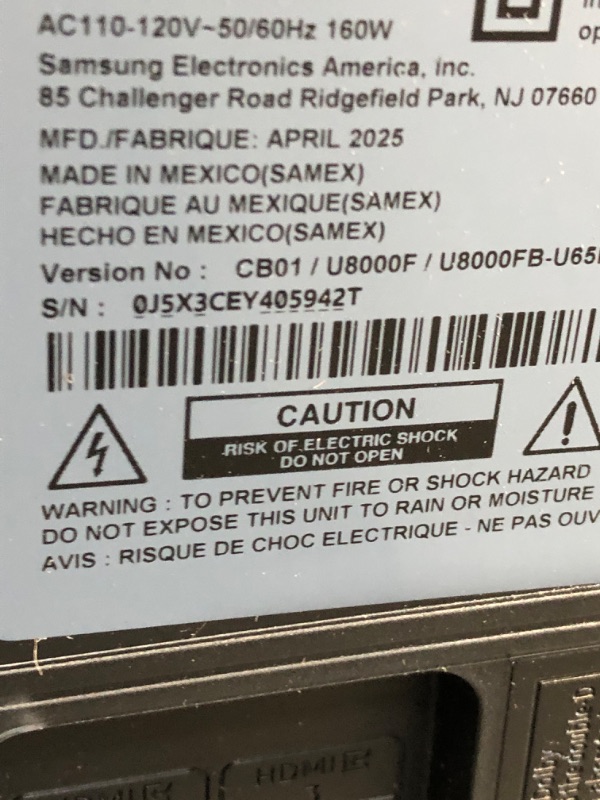 AC110-120V~50/60Hz 160W
Samsung Electronics America, Inc.
85 Challenger Road Ridgefield Park, NJ 07660
MFD./FABRIQUE: APRIL 2025
MADE IN MEXICO(SAMEX)
FABRIQUE AU MEXIQUE(SAMEX)
HECHO EN MEXICO(SAMEX)
Version No : CB01 / U8000F / U8000FB-U65
S/N : 0J5X3CEY405942T
CAUTION
RISK OF ELECTRIC SHOCK
DO NOT OPEN
WARNING : TO PREVENT FIRE OR SHOCK HAZARD
DO NOT EXPOSE THIS UNIT TO RAIN OR MOISTURE
AVIS : RISQUE DE CHOC ELECTRIQUE - NE PAS OUV
HDMI